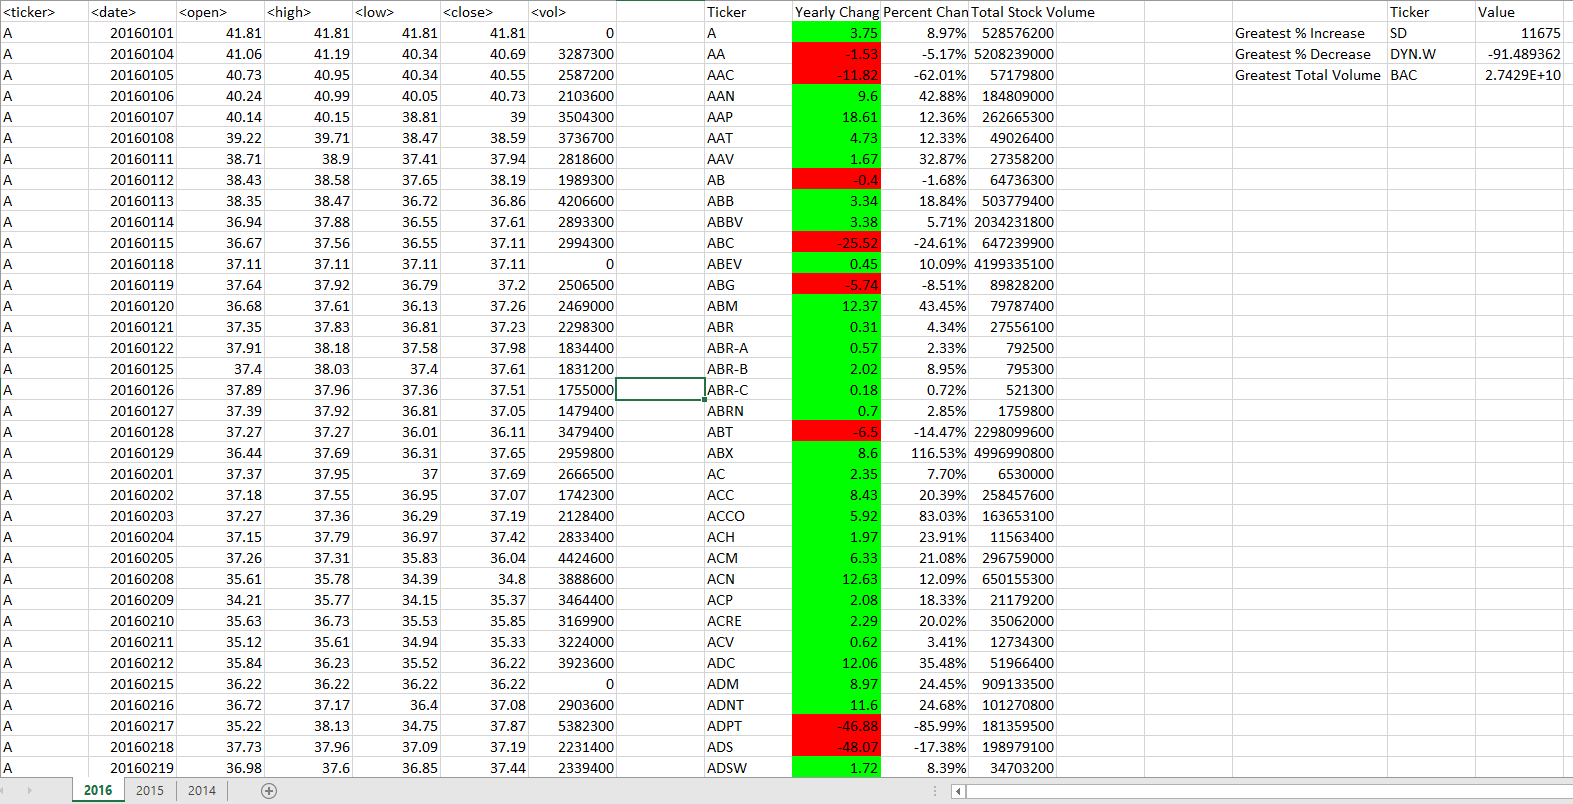 <ticker> <date> <open> <high> <low> <close> <vol> Ticker Yearly Chang Percent Chan Total Stock Volume Ticker Value
A 20160101 41.81 41.81 41.81 41.81 0 A 3.75 8.97% 528576200 Greatest % Increase SD 11675
A 20160104 41.06 41.19 40.34 40.69 3287300 AA -1.53 -5.17% 5208239000 Greatest % Decrease DYN.W -91.489362
A 20160105 40.73 40.95 40.34 40.55 2587200 AAC -11.82 -62.01% 57179800 Greatest Total Volume BAC 2.7429E+10
A 20160106 40.24 40.99 40.05 40.73 2103600 AAN 9.6 42.88% 184809000
A 20160107 40.14 40.15 38.81 39 3504300 AAP 18.61 12.36% 262665300
A 20160108 39.22 39.71 38.47 38.59 3736700 AAT 4.73 12.33% 49026400
A 20160111 38.71 38.9 37.41 37.94 2818600 AAV 1.67 32.87% 27358200
A 20160112 38.43 38.58 37.65 38.19 1989300 AB -0.4 -1.68% 64736300
A 20160113 38.35 38.47 36.72 36.86 4206600 ABB 3.34 18.84% 503779400
A 20160114 36.94 37.88 36.55 37.61 2893300 ABBV 3.38 5.71% 2034231800
A 20160115 36.67 37.56 36.55 37.11 2994300 ABC -25.52 -24.61% 647239900
A 20160118 37.11 37.11 37.11 37.11 0 ABEV 0.45 10.09% 4199335100
A 20160119 37.64 37.92 36.79 37.2 2506500 ABG -5.74 -8.51% 89828200
A 20160120 36.68 37.61 36.13 37.26 2469000 ABM 12.37 43.45% 79787400
A 20160121 37.35 37.83 36.81 37.23 2298300 ABR 0.31 4.34% 27556100
A 20160122 37.91 38.18 37.58 37.98 1834400 ABR-A 0.57 2.33% 792500
A 20160125 37.4 38.03 37.4 37.61 1831200 ABR-B 2.02 8.95% 795300
A 20160126 37.89 37.96 37.36 37.51 1755000 ABR-C 0.18 0.72% 521300
A 20160127 37.39 37.92 36.81 37.05 1479400 ABRN 0.7 2.85% 1759800
A 20160128 37.27 37.27 36.01 36.11 3479400 ABT -6.5 -14.47% 2298099600
A 20160129 36.44 37.69 36.31 37.65 2959800 ABX 8.6 116.53% 4996990800
A 20160201 37.37 37.95 37 37.69 2666500 AC 2.35 7.70% 6530000
A 20160202 37.18 37.55 36.95 37.07 1742300 ACC 8.43 20.39% 258457600
A 20160203 37.27 37.36 36.29 37.19 2128400 ACCO 5.92 83.03% 163653100
A 20160204 37.15 37.79 36.97 37.42 2833400 ACH 1.97 23.91% 11563400
A 20160205 37.26 37.31 35.83 36.04 4424600 ACM 6.33 21.08% 296759000
A 20160208 35.61 35.78 34.39 34.8 3888600 ACN 12.63 12.09% 650155300
A 20160209 34.21 35.77 34.15 35.37 3464400 ACP 2.08 18.33% 21179200
A 20160210 35.63 36.73 35.53 35.85 3169900 ACRE 2.29 20.02% 35062000
A 20160211 35.12 35.61 34.94 35.33 3224000 ACV 0.62 3.41% 12734300
A 20160212 35.84 36.23 35.52 36.22 3923600 ADC 12.06 35.48% 51966400
A 20160215 36.22 36.22 36.22 36.22 0 ADM 8.97 24.45% 909133500
A 20160216 36.72 37.17 36.4 37.08 2903600 ADNT 11.6 24.68% 101270800
A 20160217 35.22 38.13 34.75 37.87 5382300 ADPT -46.88 -85.99% 181359500
A 20160218 37.73 37.96 37.09 37.19 2231400 ADS -48.07 -17.38% 198979100
A 20160219 36.98 37.6 36.85 37.44 2339400 ADSW 1.72 8.39% 34703200
2016 2015 2014